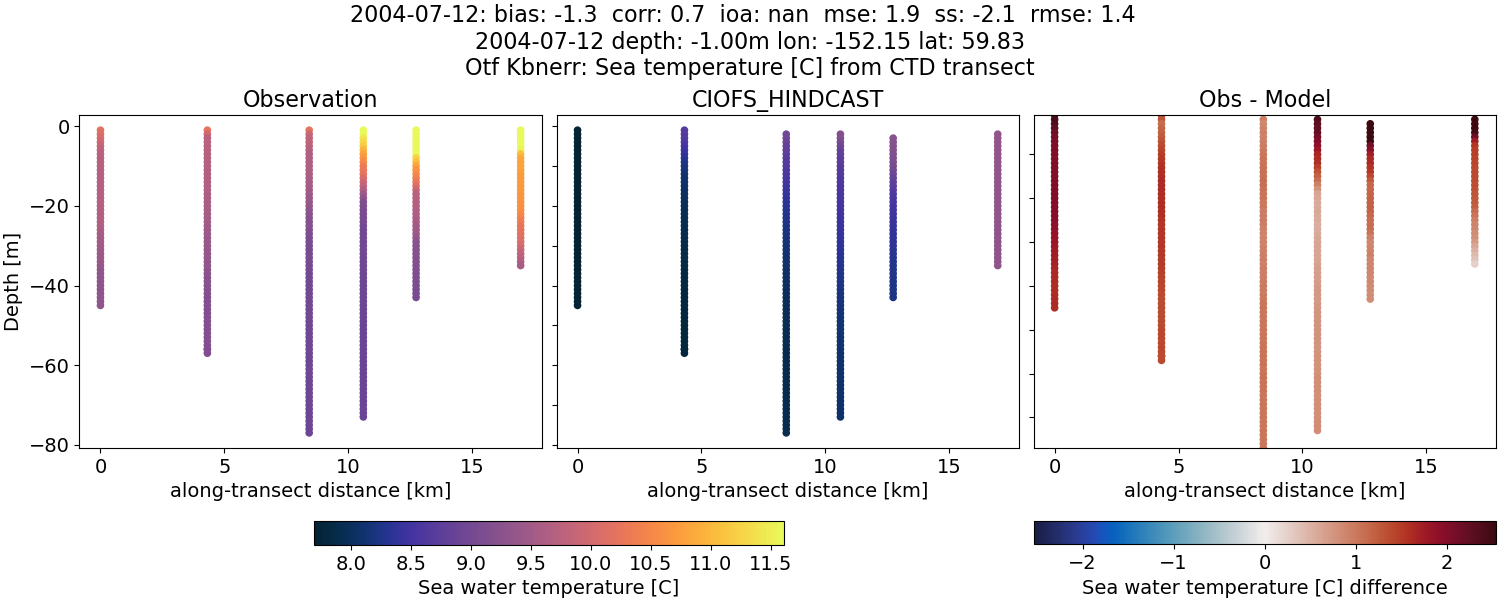 2004-07-12: bias: -1.3  corr: 0.7  ioa: nan  mse: 1.9  ss: -2.1  rmse: 1.4
2004-07-12 depth: -1.00m lon: -152.15 lat: 59.83
Otf Kbnerr: Sea temperature [C] from CTD transect
Observation
CIOFS_HINDCAST
Obs - Model
Depth [m]
0
−20
−40
−60
−80
0 5 10 15
0 5 10 15
0 5 10 15
along-transect distance [km]
along-transect distance [km]
along-transect distance [km]
8.0 8.5 9.0 9.5 10.0 10.5 11.0 11.5
Sea water temperature [C]
−2 −1 0 1 2
Sea water temperature [C] difference